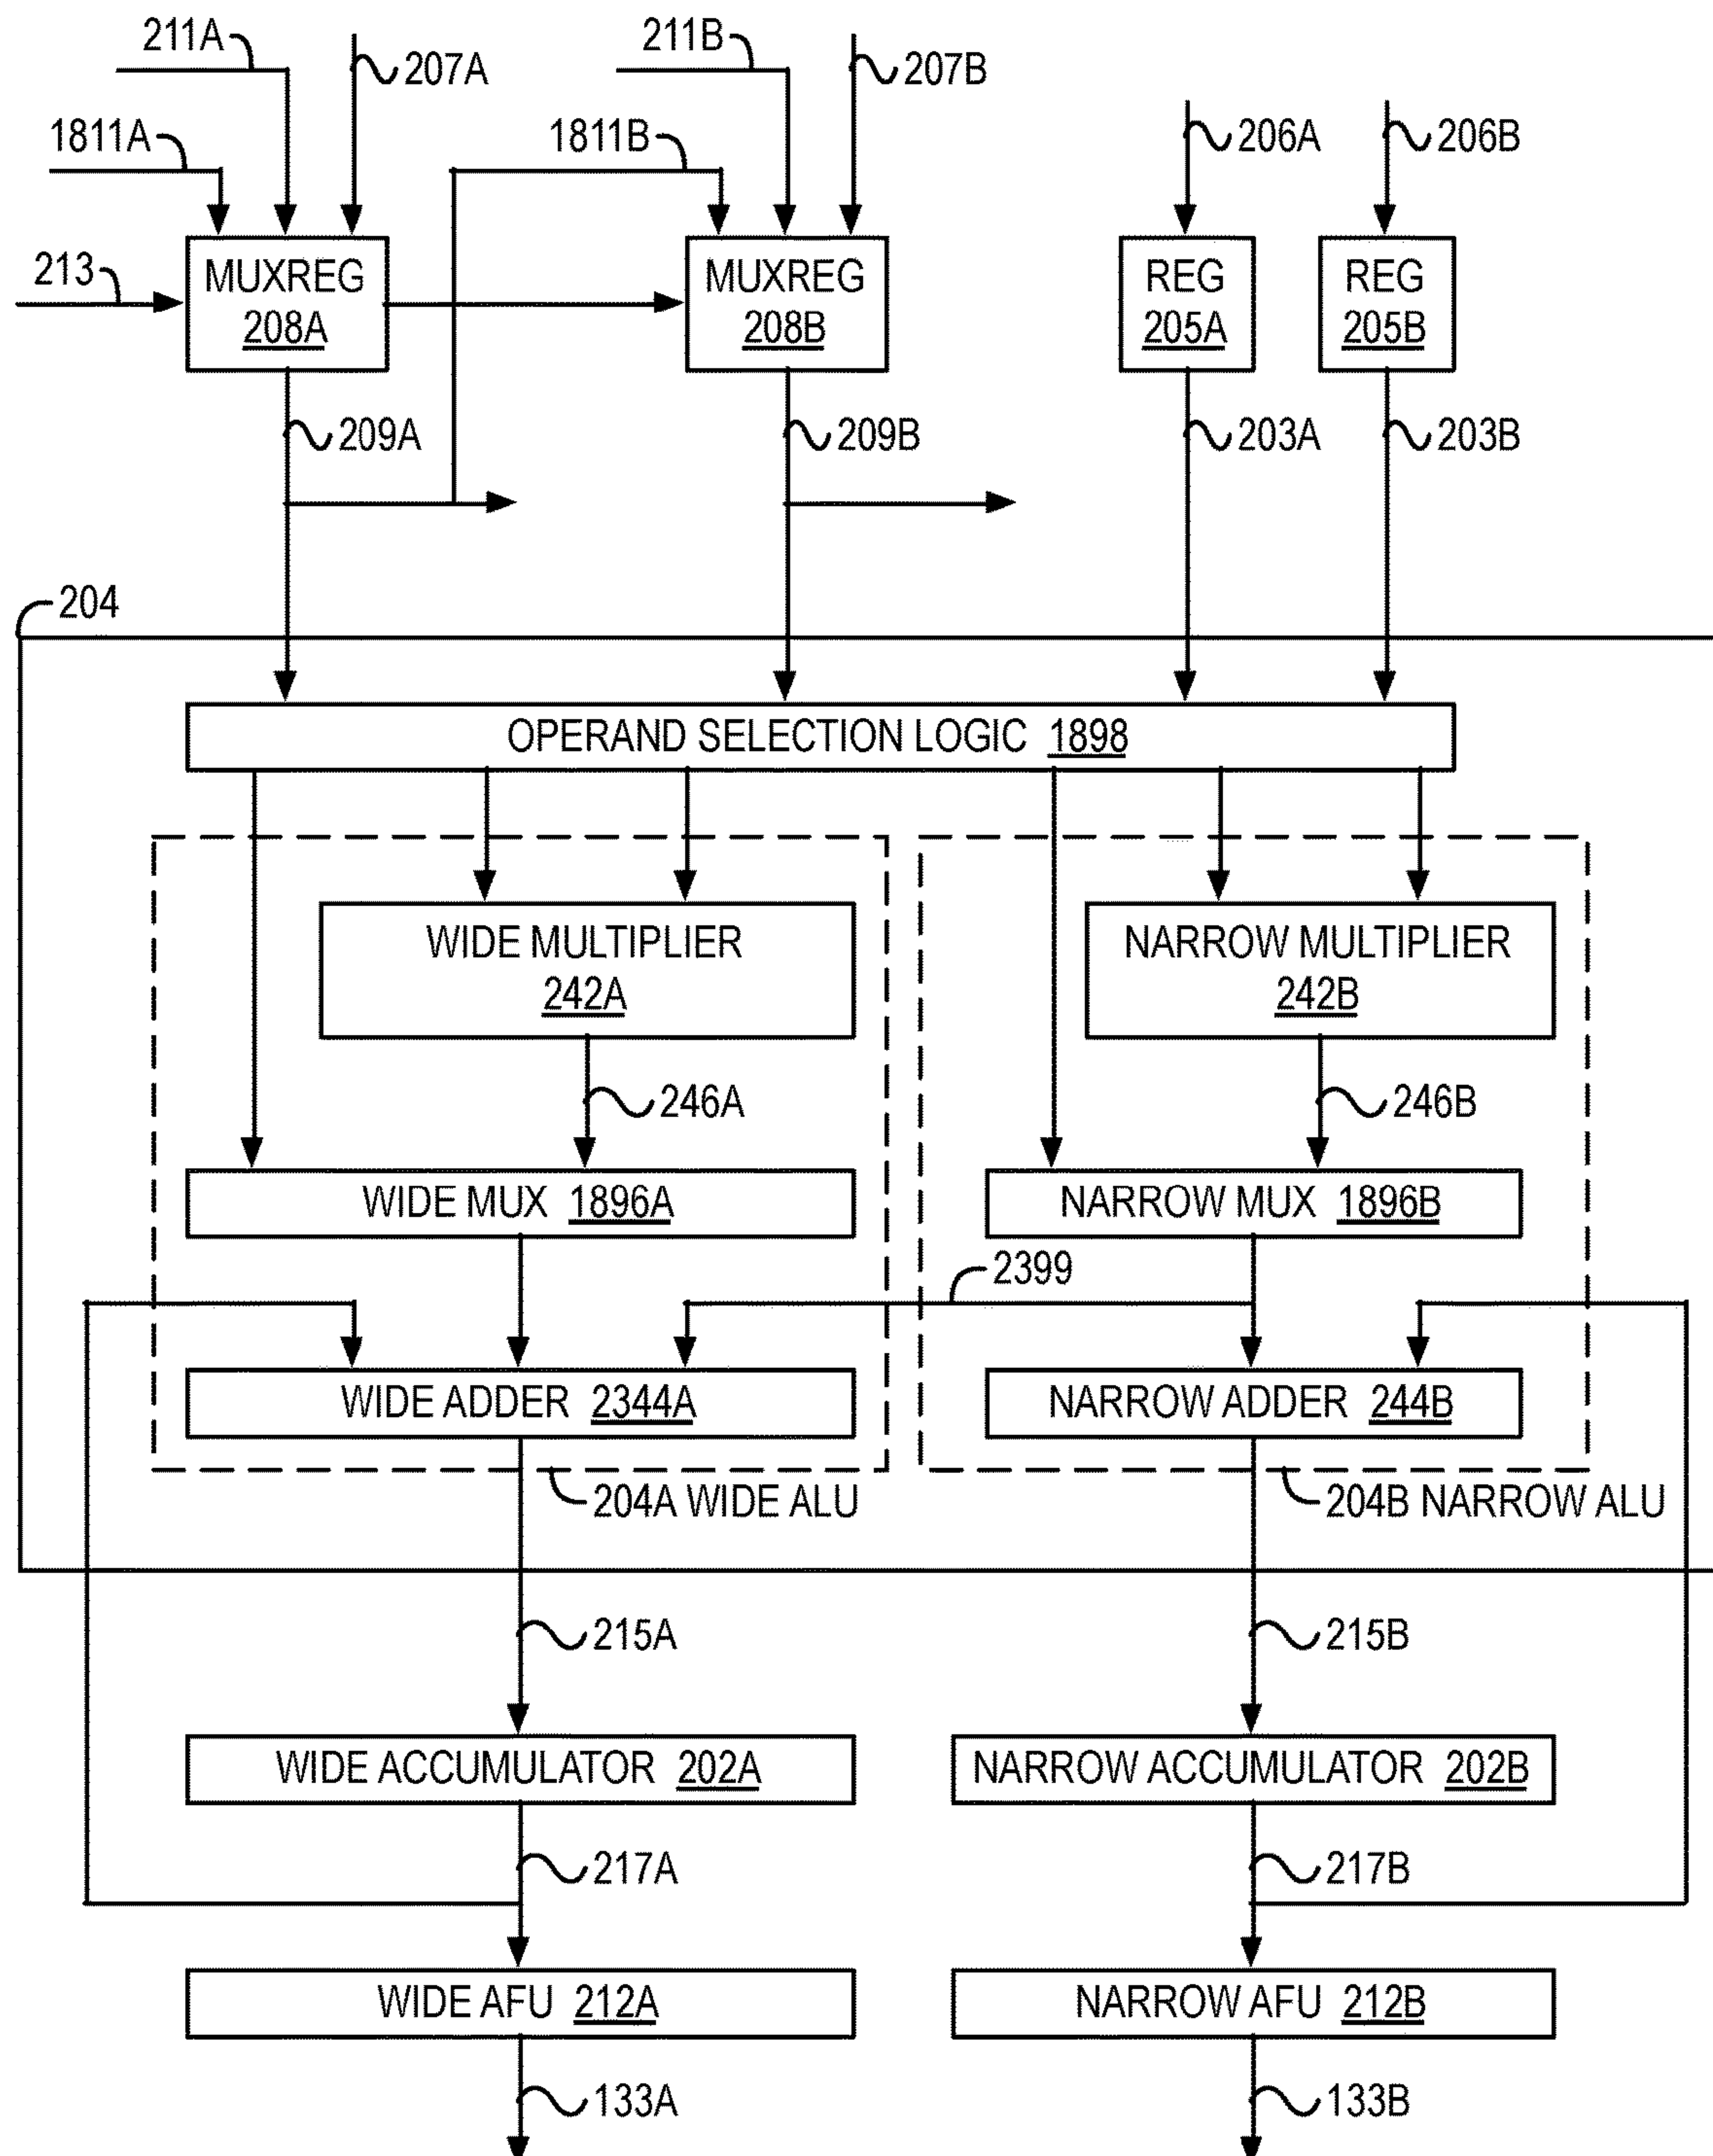 211A
207A
211B
207B
1811A
1811B
206A
206B
213
MUXREG
208A
MUXREG
208B
REG
205A
REG
205B
209A
209B
203A
203B
204
OPERAND SELECTION LOGIC 1898
WIDE MULTIPLIER
242A
NARROW MULTIPLIER
242B
246A
246B
WIDE MUX 1896A
NARROW MUX 1896B
2399
WIDE ADDER 2344A
NARROW ADDER 244B
204A WIDE ALU
204B NARROW ALU
215A
215B
WIDE ACCUMULATOR 202A
NARROW ACCUMULATOR 202B
217A
217B
WIDE AFU 212A
NARROW AFU 212B
133A
133B